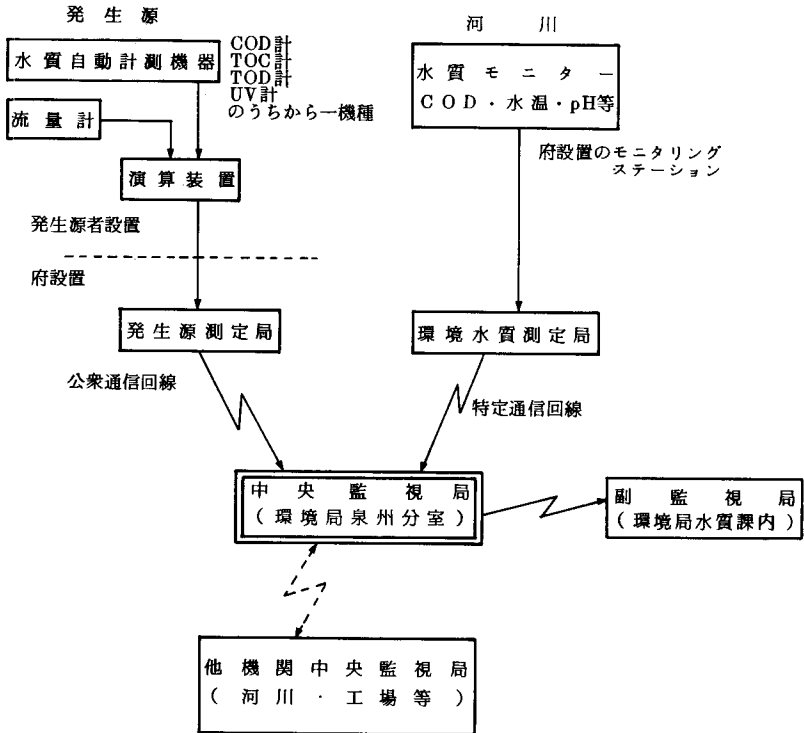 発生源
水質自動計測機器
COD計
TOC計
TOD計
UV計
のうちから一機種
流量計
演算装置
発生源者設置
府設置
発生源測定局
公衆通信回線
河川
水質モニター
COD・水温・pH等
府設置のモニタリング
ステーション
環境水質測定局
特定通信回線
中央監視局
(環境局泉州分室)
副監視局
(環境局水質課内)
他機関中央監視局
(河川・工場等)